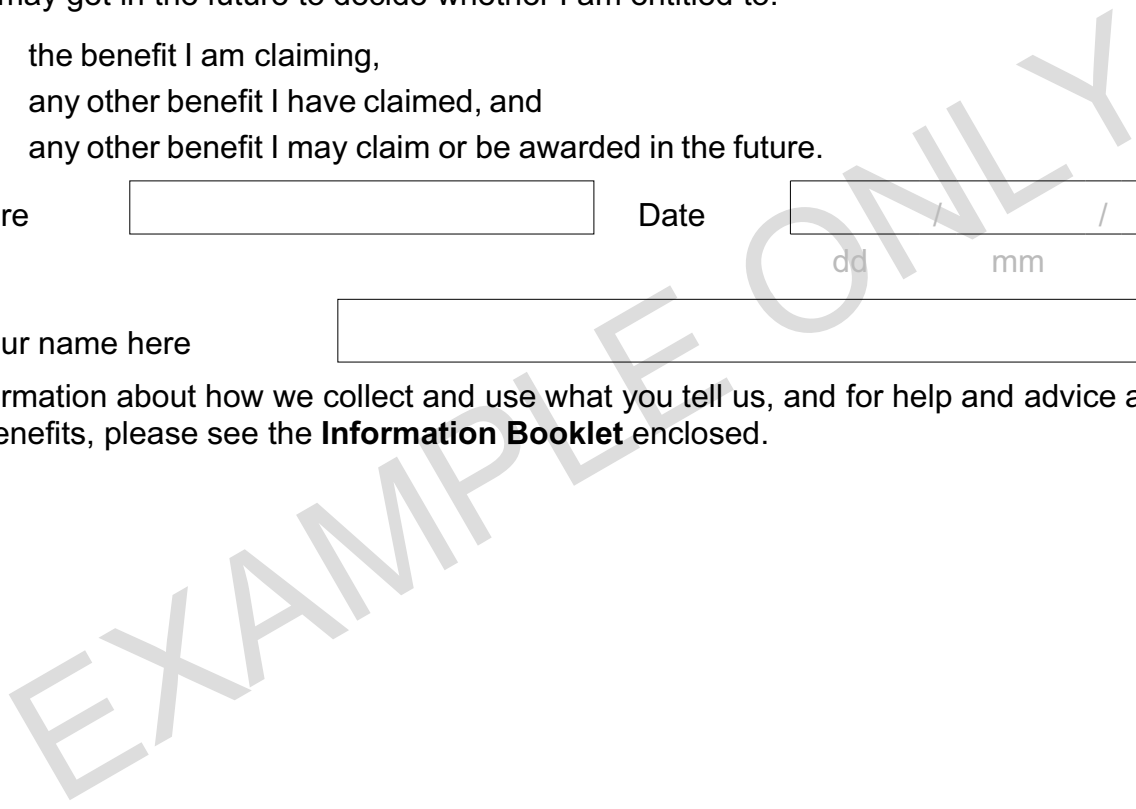 may get in the future to decide whether I am entitled to:
the benefit I am claiming,
any other benefit I have claimed, and
any other benefit I may claim or be awarded in the future.
re Date / /
dd mm
ur name here
rmation about how we collect and use what you tell us, and for help and advice a
enefits, please see the Information Booklet enclosed.
EXAMPLE ONLY